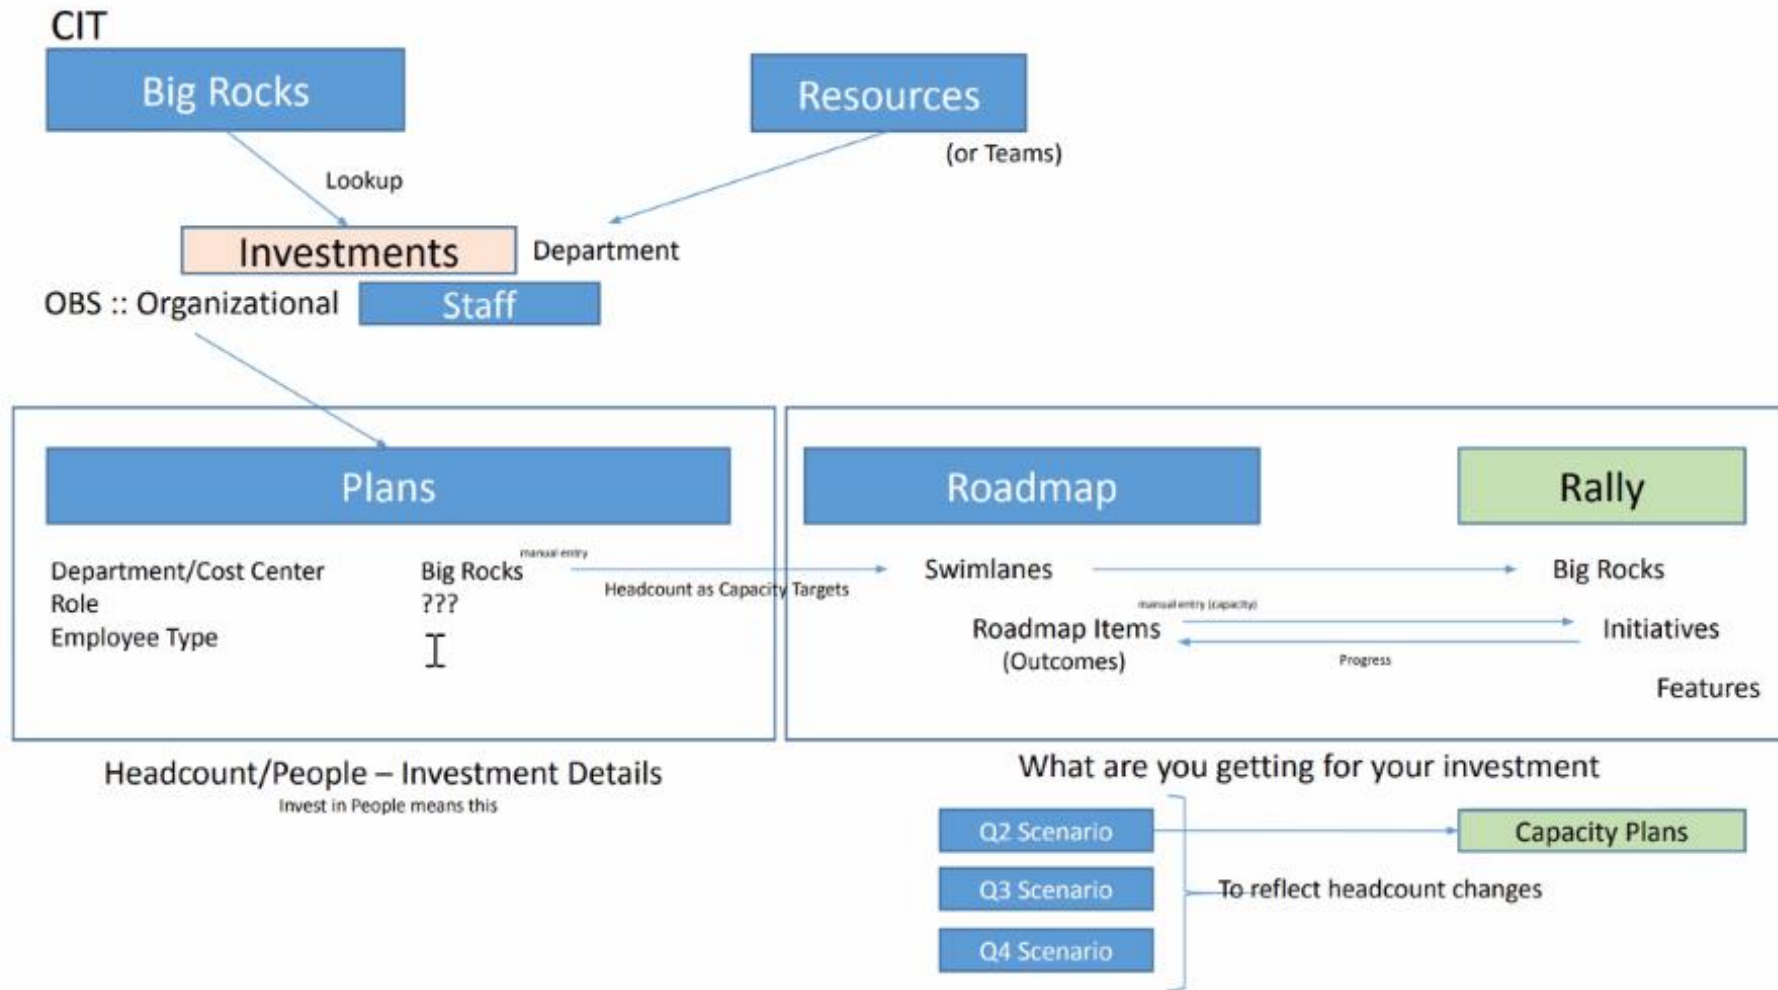 CIT
Big Rocks
Resources
(or Teams)
Lookup
Investments
Department
OBS :: Organizational
Staff
Plans
Department/Cost Center
Role
Employee Type
Big Rocks
???
manual entry
Headcount as Capacity Targets
Roadmap
Rally
Swimlanes
Big Rocks
manual entry (capacity)
Roadmap Items
(Outcomes)
Initiatives
Progress
Features
Headcount/People – Investment Details
Invest in People means this
What are you getting for your investment
Q2 Scenario
Capacity Plans
Q3 Scenario
To reflect headcount changes
Q4 Scenario